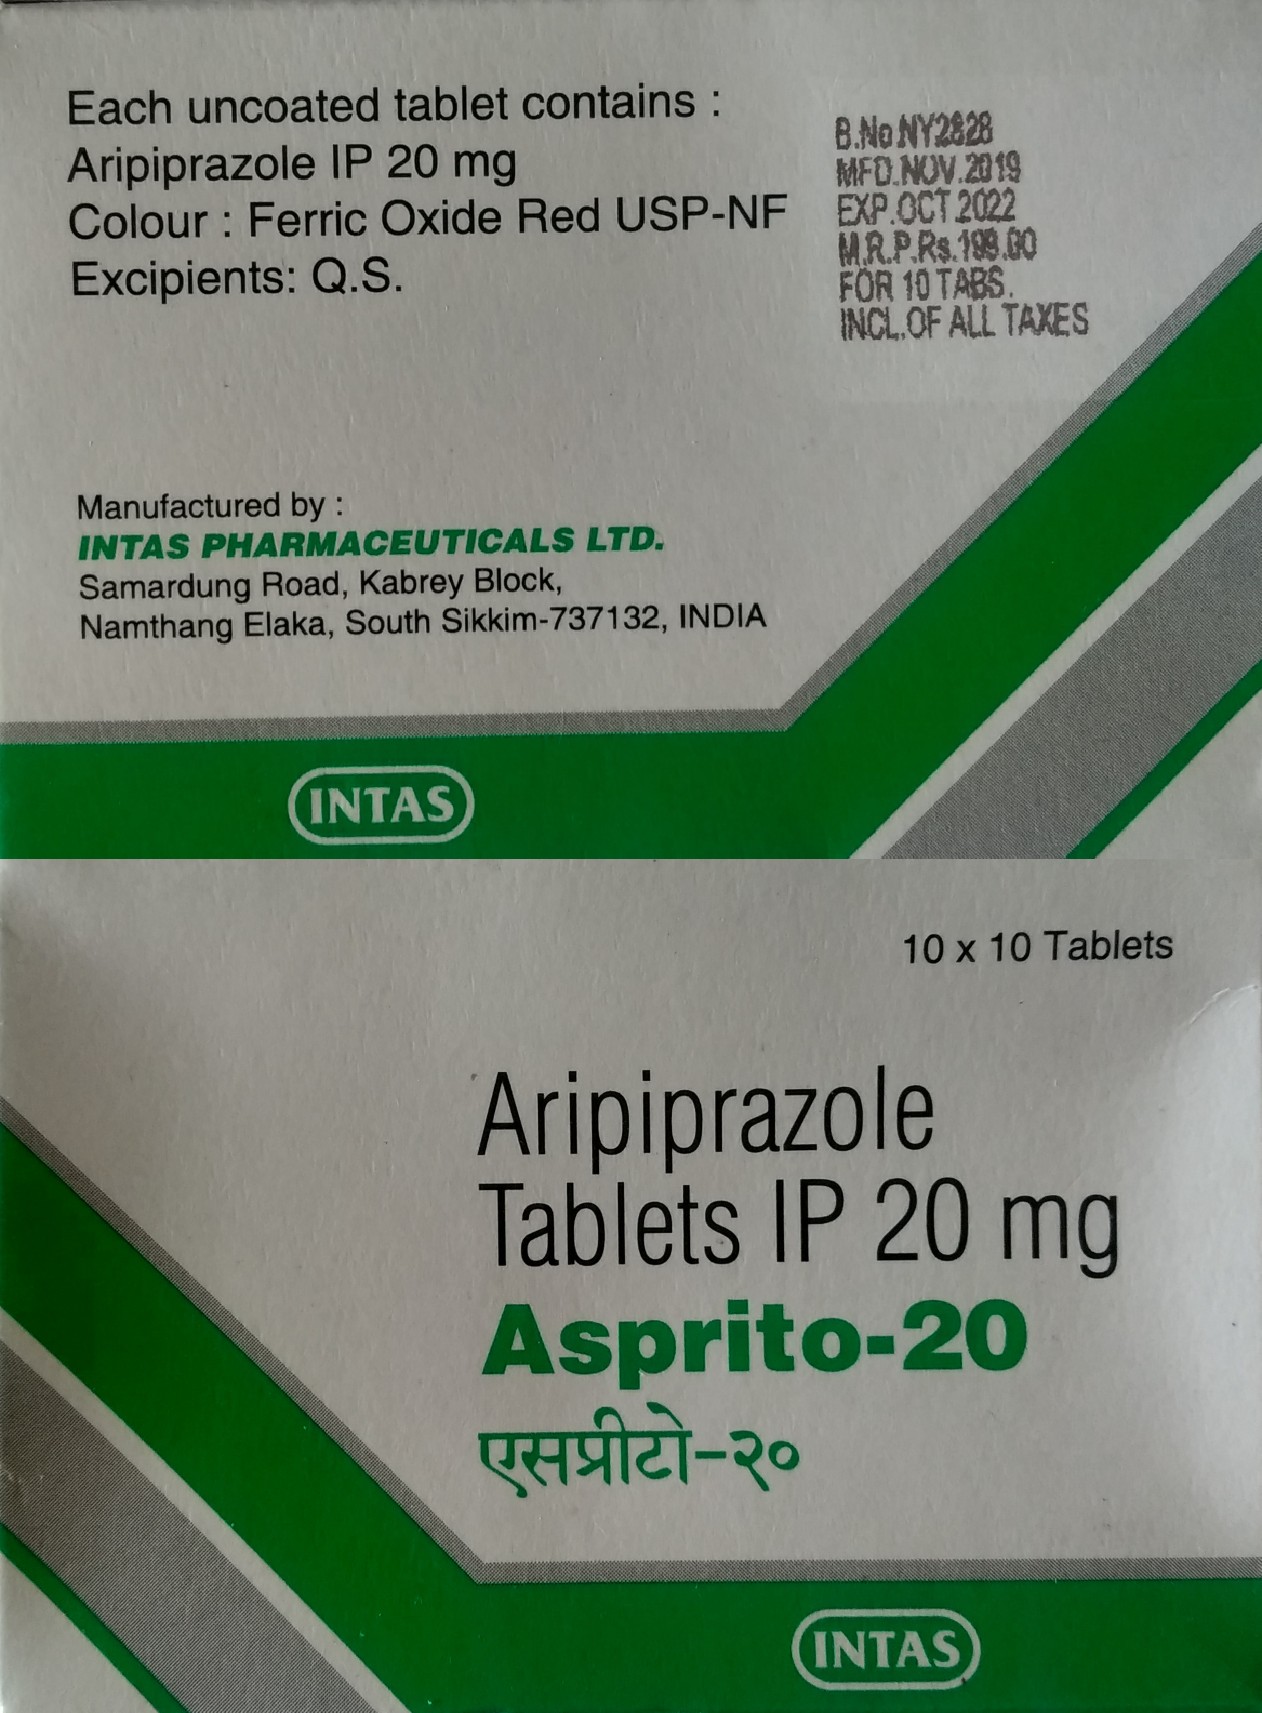 Each uncoated tablet contains :
Aripiprazole IP 20 mg
Colour : Ferric Oxide Red USP-NF
Excipients: Q.S.
B.No NY2828
MFD.NOV.2019
EXP.OCT 2022
M.R.P.Rs.199.00
FOR 10 TABS.
INCL.OF ALL TAXES
Manufactured by :
INTAS PHARMACEUTICALS LTD.
Samardung Road, Kabrey Block,
Namthang Elaka, South Sikkim-737132, INDIA
INTAS
10 x 10 Tablets
Aripiprazole
Tablets IP 20 mg
Asprito-20
एसप्रीटो-२०
INTAS